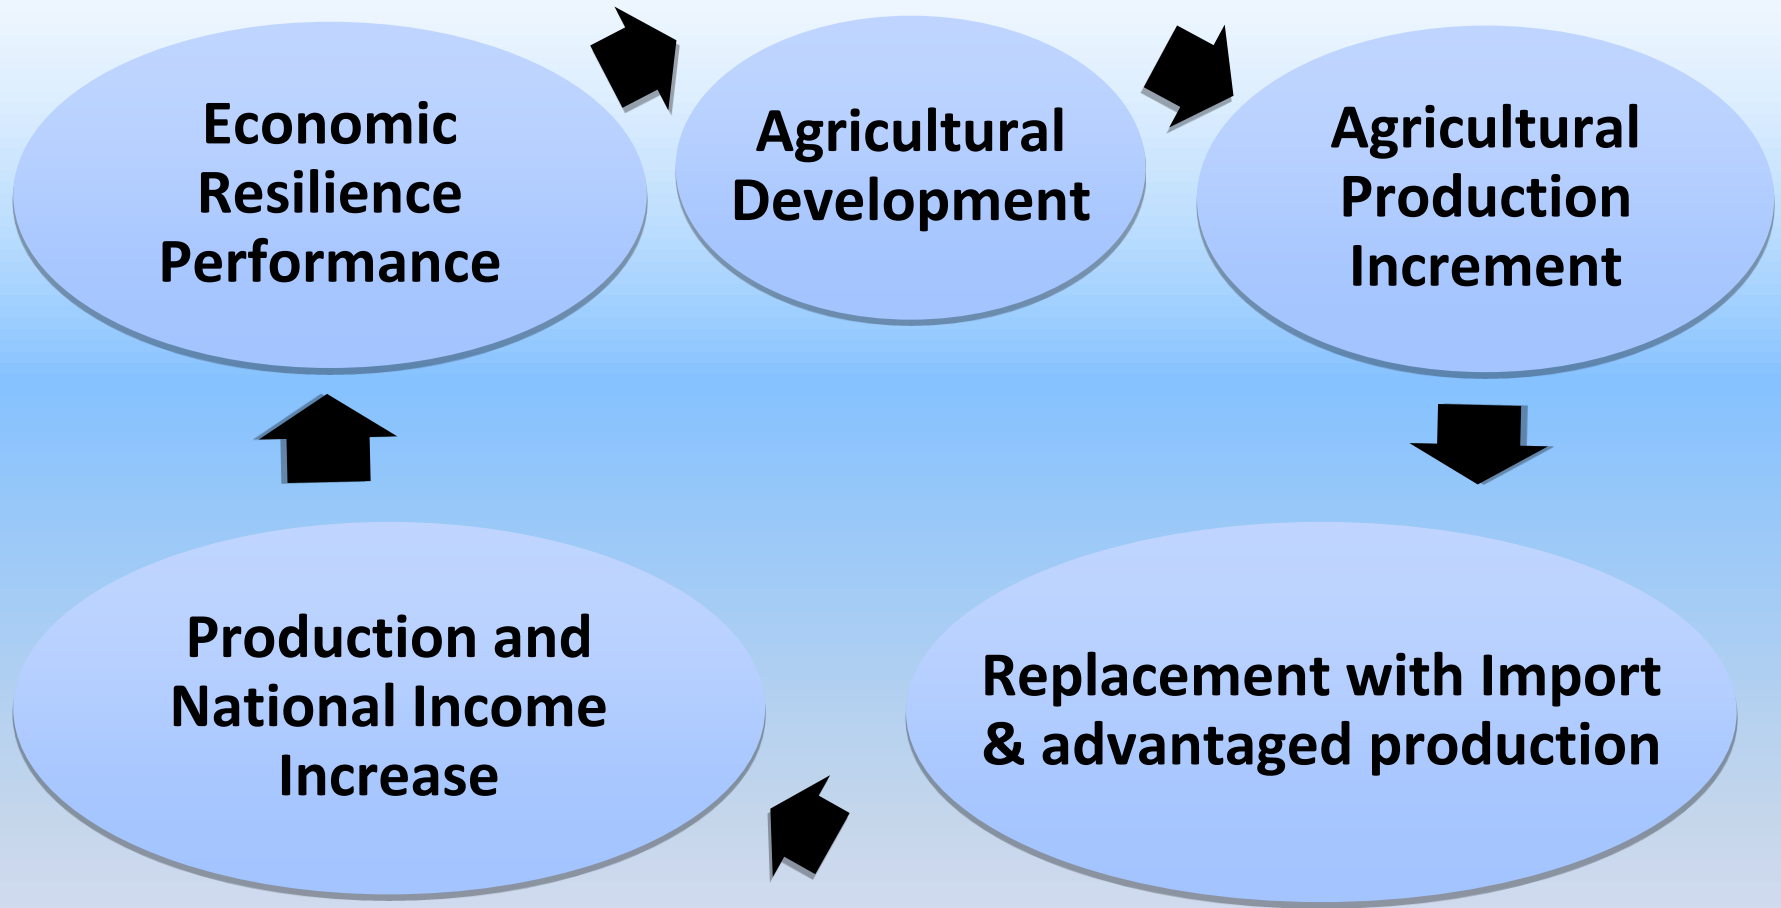 Economic
Resilience
Performance
Agricultural
Development
Agricultural
Production
Increment
Production and
National Income
Increase
Replacement with Import
& advantaged production